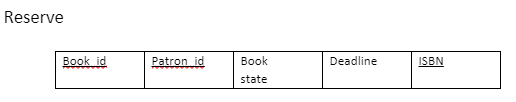 Reserve
Book_id Patron_id Book state Deadline ISBN